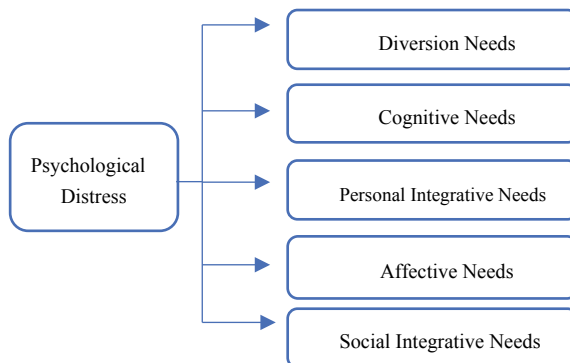 Diversion Needs
Cognitive Needs
Psychological
Distress
Personal Integrative Needs
Affective Needs
Social Integrative Needs